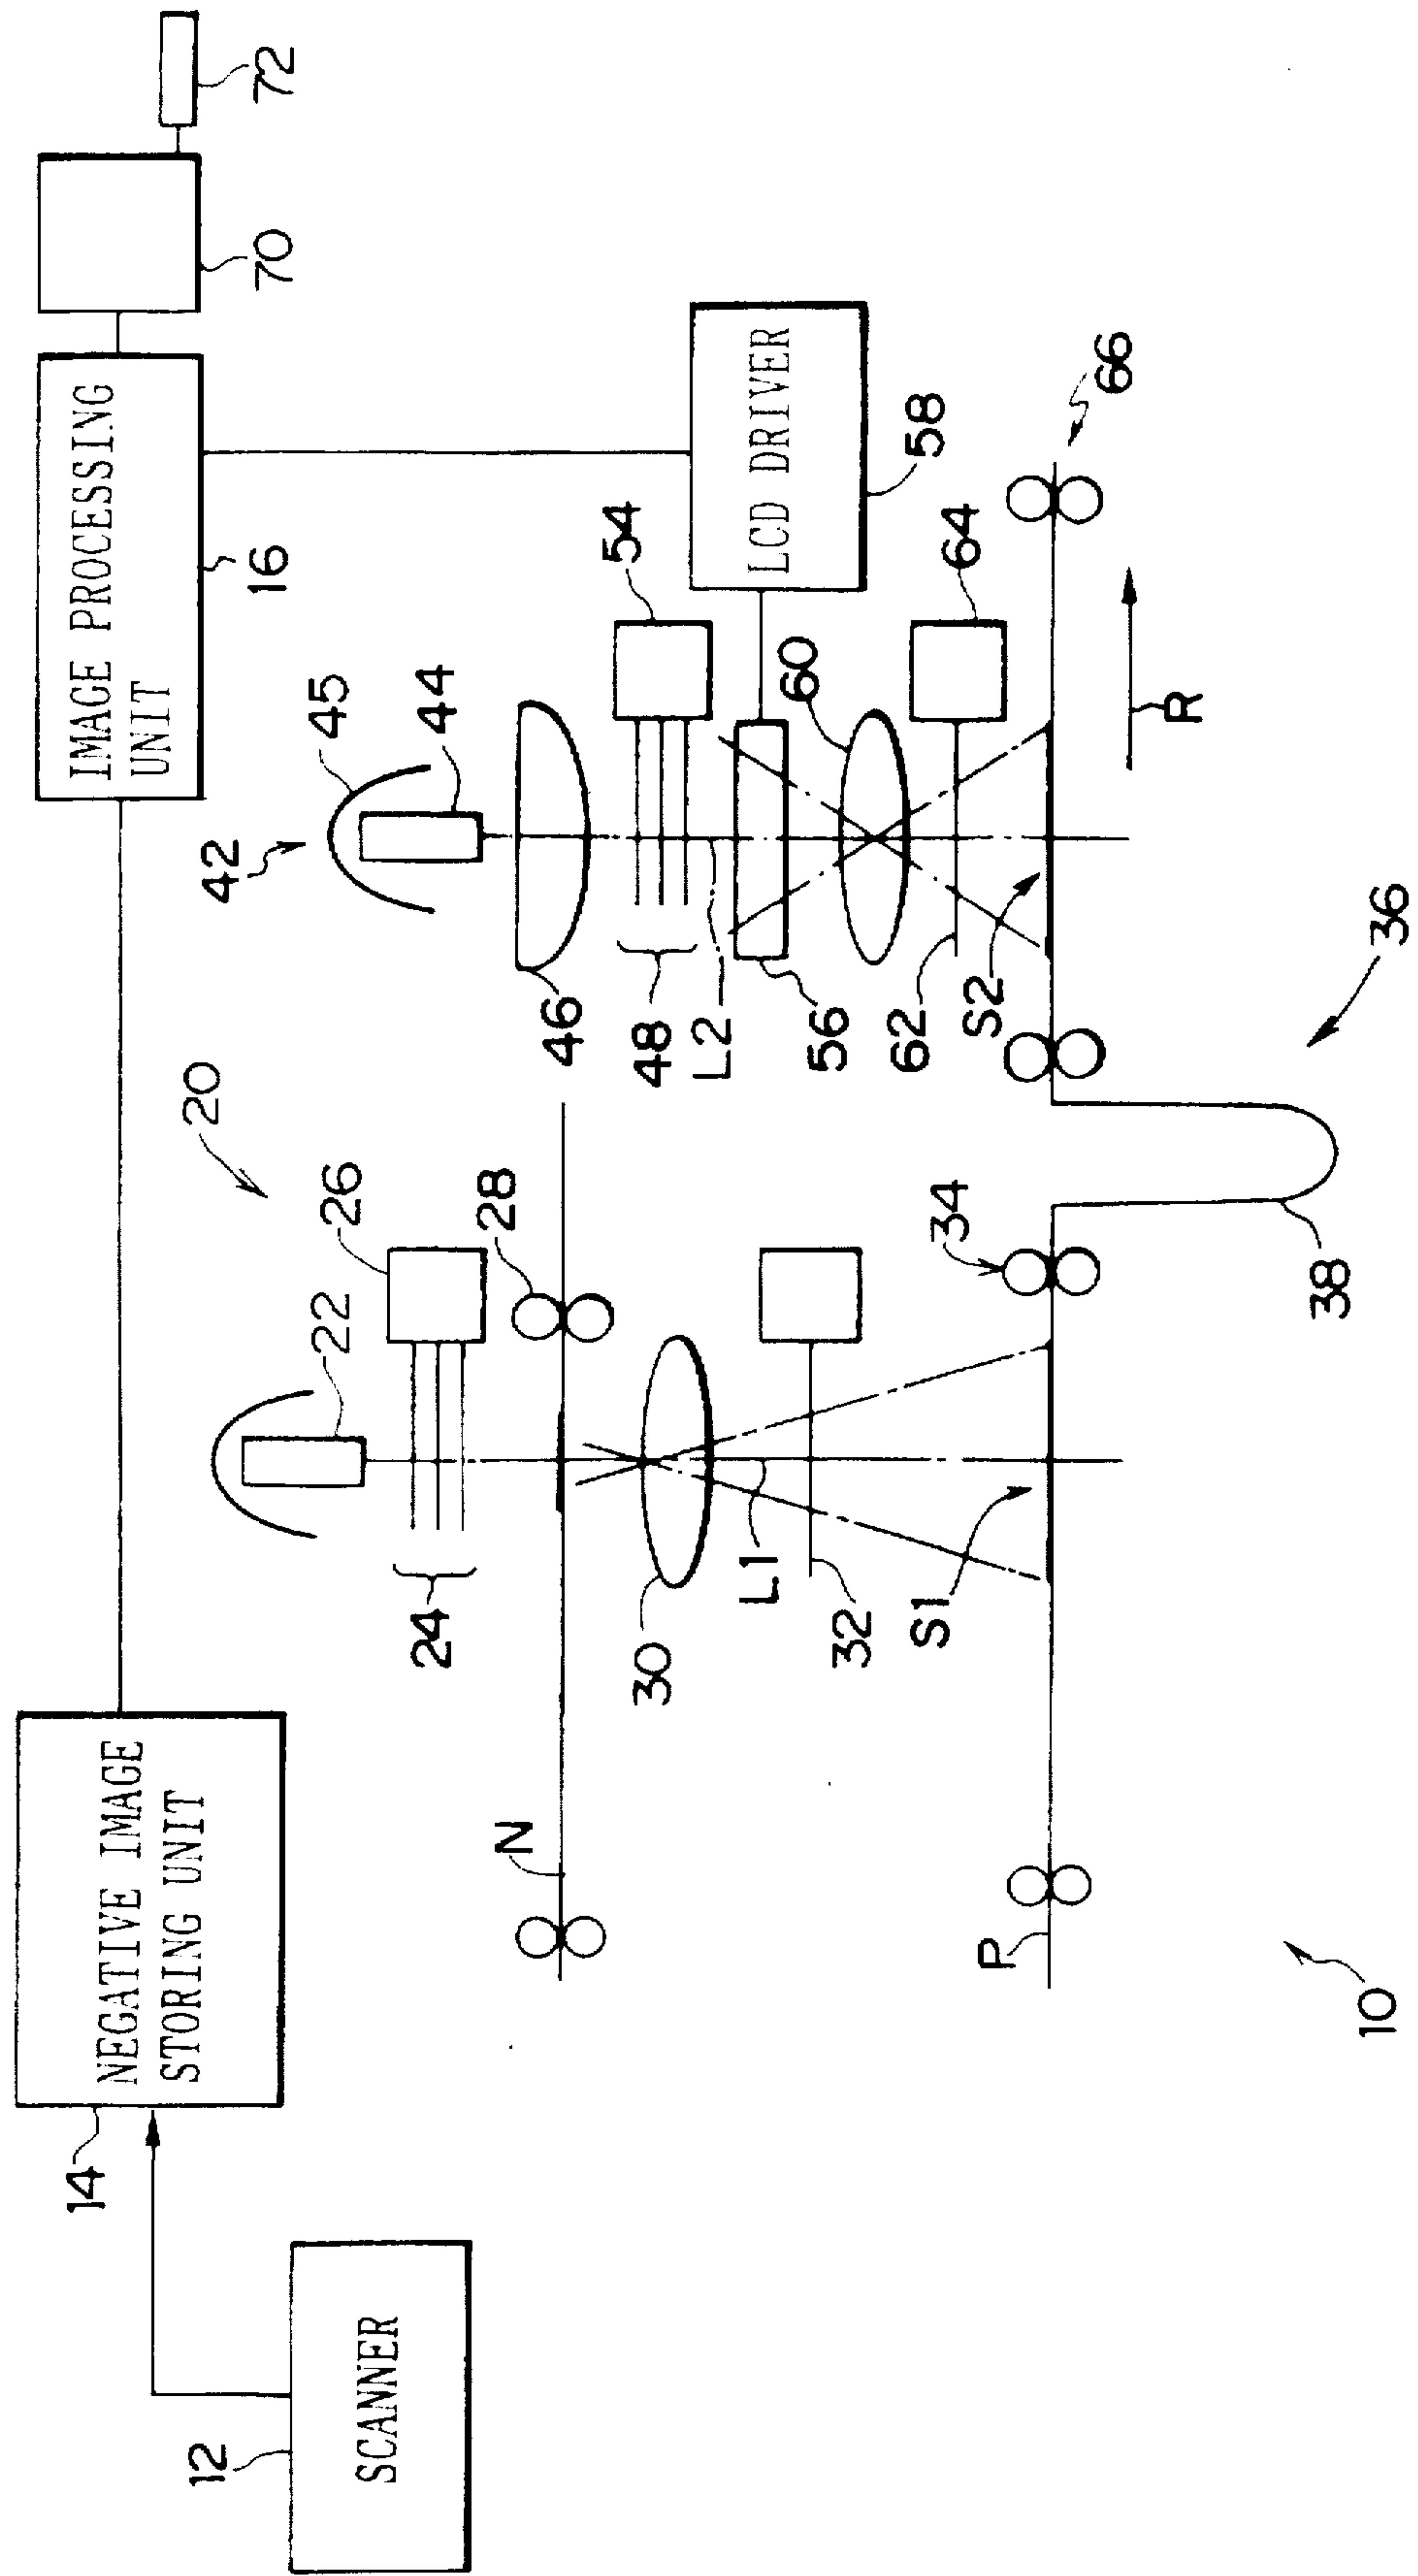 SCANNER
12
14
NEGATIVE IMAGE
STORING UNIT
IMAGE PROCESSING
UNIT
16
70
72
20
22
24
26
28
N
30
L1
32
S1
34
P
10
36
38
42
45
44
46
48
54
L2
56
LCD DRIVER
58
60
62
64
S2
66
R